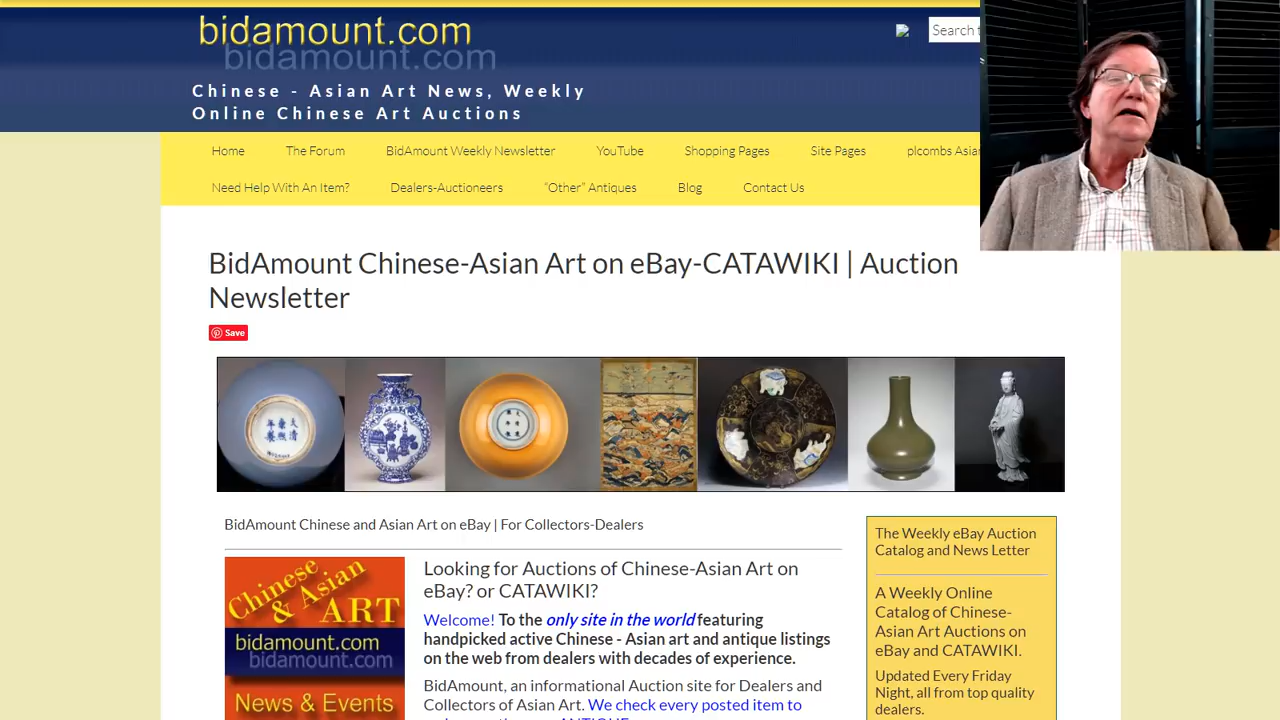 bidamount.com
bidamount.com
Search
Chinese - Asian Art News, Weekly
Online Chinese Art Auctions
Home The Forum BidAmount Weekly Newsletter YouTube Shopping Pages Site Pages plcombs Asian
Need Help With An Item? Dealers-Auctioneers “Other” Antiques Blog Contact Us
BidAmount Chinese-Asian Art on eBay-CATAWIKI | Auction
Newsletter
Save
BidAmount Chinese and Asian Art on eBay | For Collectors-Dealers
Chinese
& Asian
ART
bidamount.com
bidamount.com
News & Events
Looking for Auctions of Chinese-Asian Art on
eBay? or CATAWIKI?
Welcome! To the only site in the world featuring
handpicked active Chinese - Asian art and antique listings
on the web from dealers with decades of experience.
BidAmount, an informational Auction site for Dealers and
Collectors of Asian Art. We check every posted item to
The Weekly eBay Auction
Catalog and News Letter
A Weekly Online
Catalog of Chinese-
Asian Art Auctions on
eBay and CATAWIKI.
Updated Every Friday
Night, all from top quality
dealers.